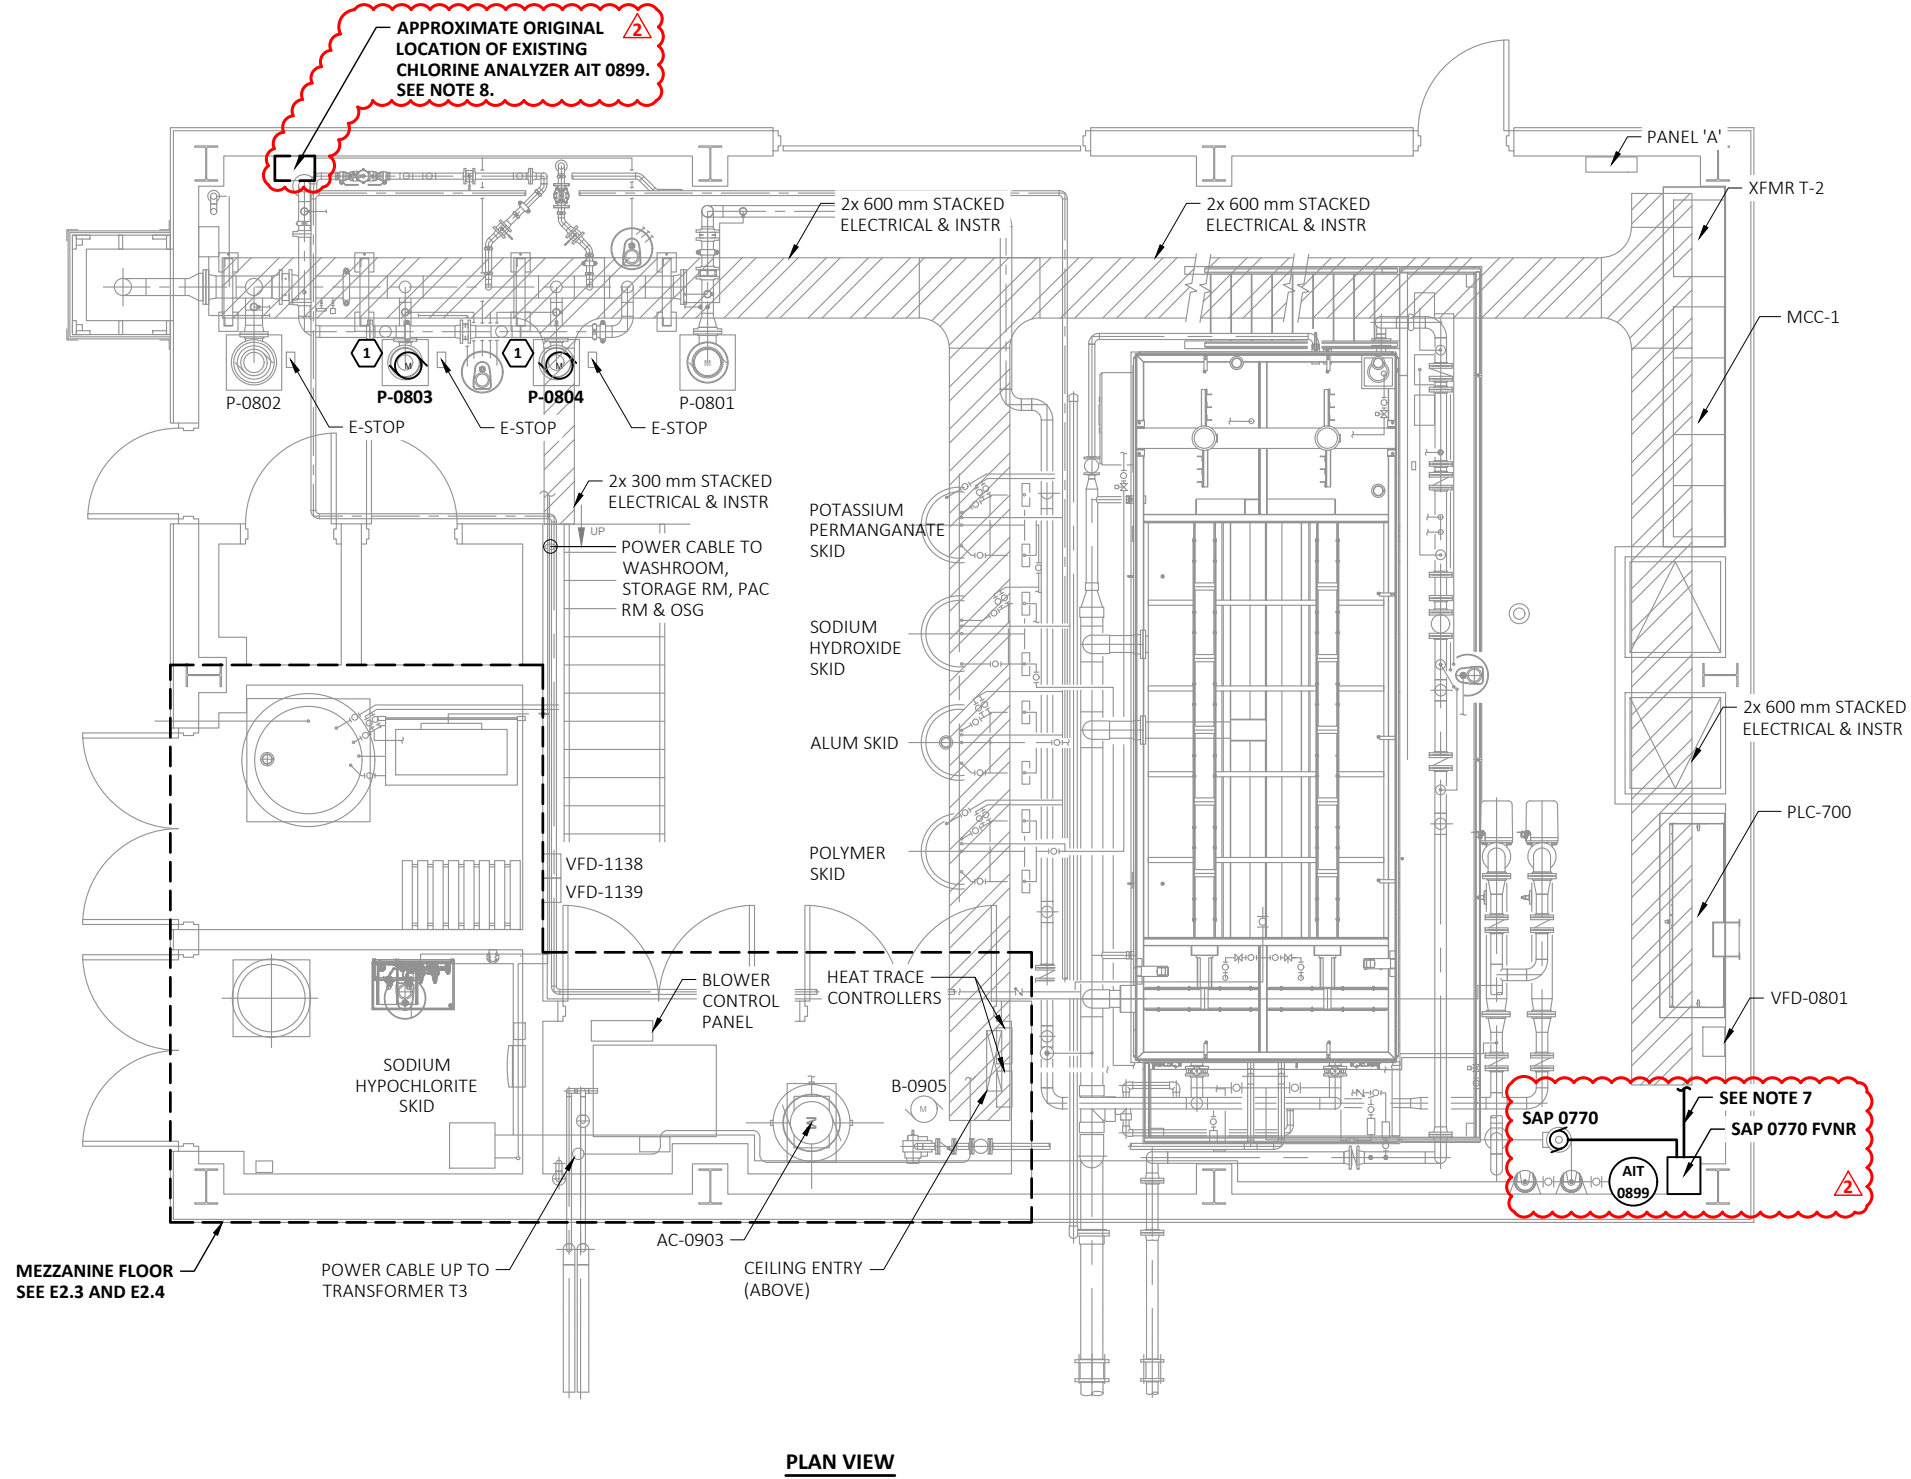 APPROXIMATE ORIGINAL
LOCATION OF EXISTING
CHLORINE ANALYZER AIT 0899.
SEE NOTE 8.
2
PANEL 'A'
XFMR T-2
2x 600 mm STACKED
ELECTRICAL & INSTR
2x 600 mm STACKED
ELECTRICAL & INSTR
MCC-1
1
1
M
M
M
P-0802
P-0803
P-0804
P-0801
E-STOP
E-STOP
E-STOP
2x 300 mm STACKED
ELECTRICAL & INSTR
UP
POWER CABLE TO
WASHROOM,
STORAGE RM, PAC
RM & OSG
POTASSIUM
PERMANGANATE
SKID
SODIUM
HYDROXIDE
SKID
2x 600 mm STACKED
ELECTRICAL & INSTR
ALUM SKID
PLC-700
POLYMER
SKID
VFD-1138
VFD-1139
BLOWER
CONTROL
PANEL
HEAT TRACE
CONTROLLERS
VFD-0801
SODIUM
HYPOCHLORITE
SKID
B-0905
M
M
SEE NOTE 7
SAP 0770
SAP 0770 FVNR
AIT
0899
2
AC-0903
MEZZANINE FLOOR
SEE E2.3 AND E2.4
POWER CABLE UP TO
TRANSFORMER T3
CEILING ENTRY
(ABOVE)
PLAN VIEW